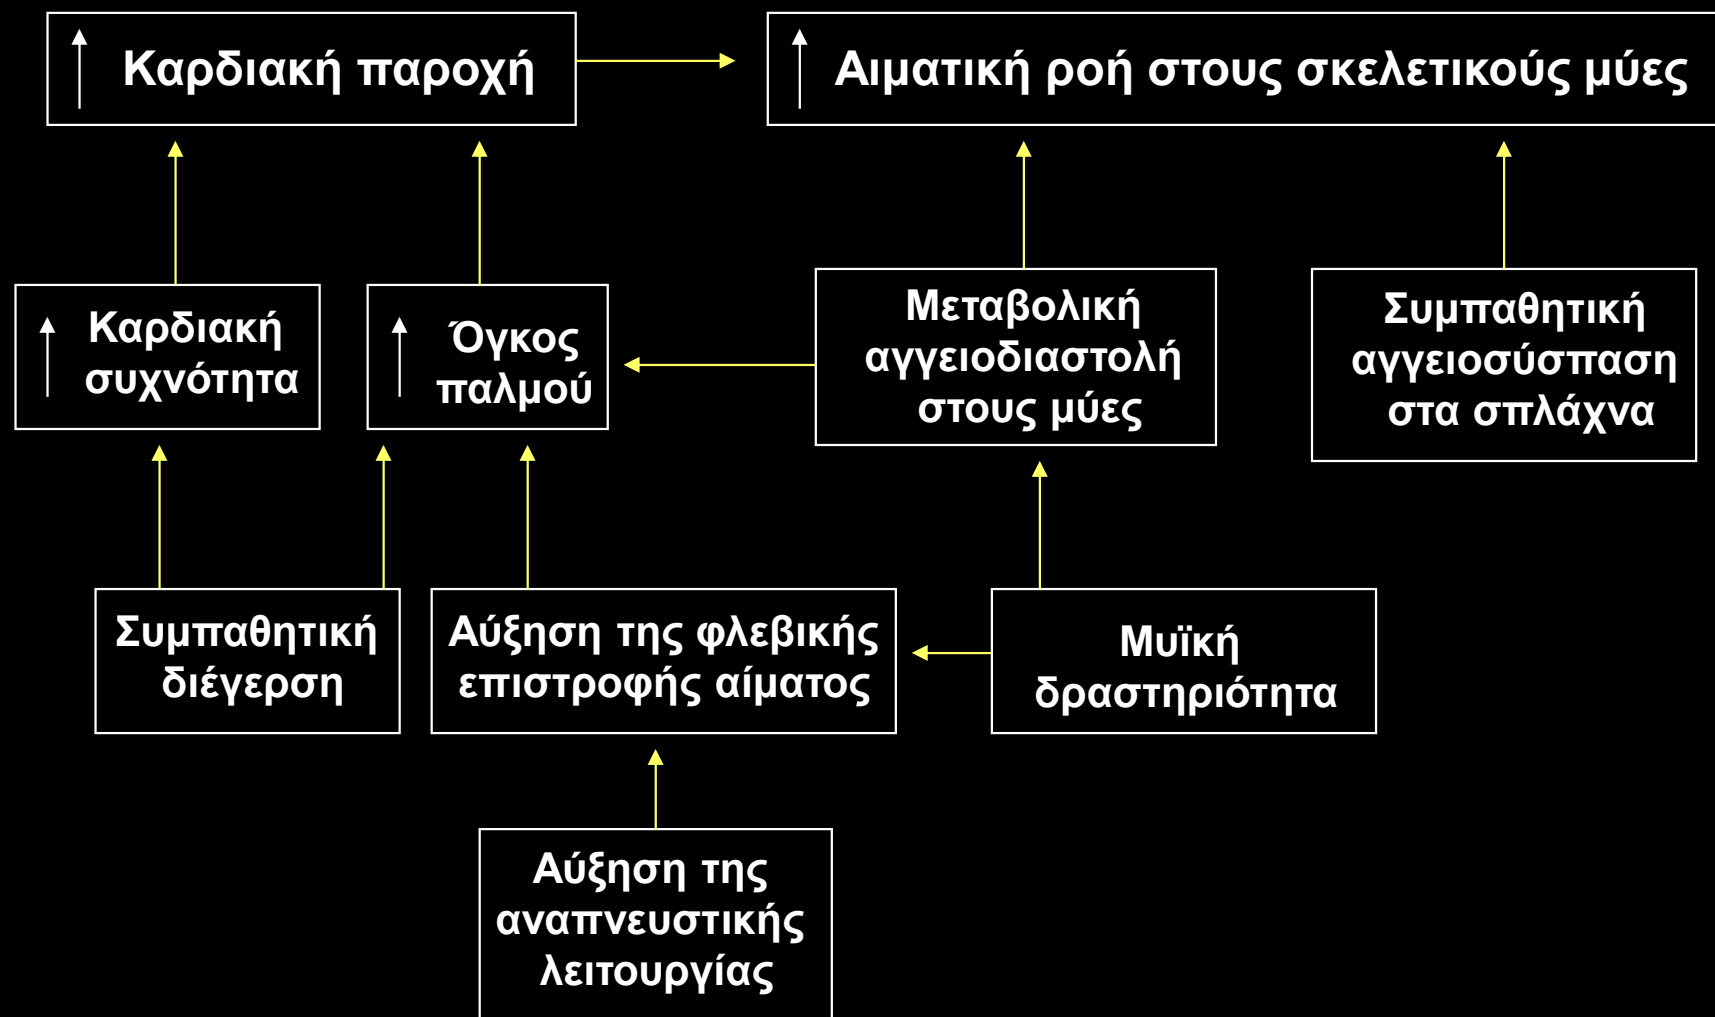 Καρδιακή παροχή
Αιματική ροή στους σκελετικούς μύες
Καρδιακή
συχνότητα
Όγκος
παλμού
Μεταβολική
αγγειοδιαστολή
στους μύες
Συμπαθητική
αγγειοσύσπαση
στα σπλάχνα
Συμπαθητική
διέγερση
Αύξηση της φλεβικής
επιστροφής αίματος
Μυϊκή
δραστηριότητα
Αύξηση της
αναπνευστικής
λειτουργίας